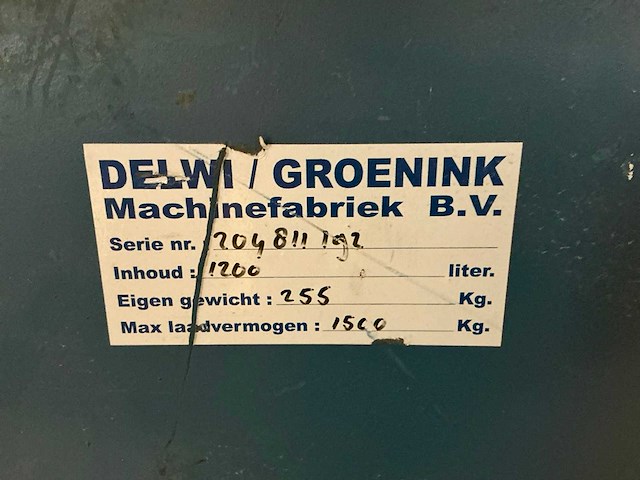 DELWI / GROENINK
Machinefabriek B.V.
Serie nr. : 204811192
Inhoud : 1200 liter.
Eigen gewicht : 255 Kg.
Max laadvermogen : 1500 Kg.